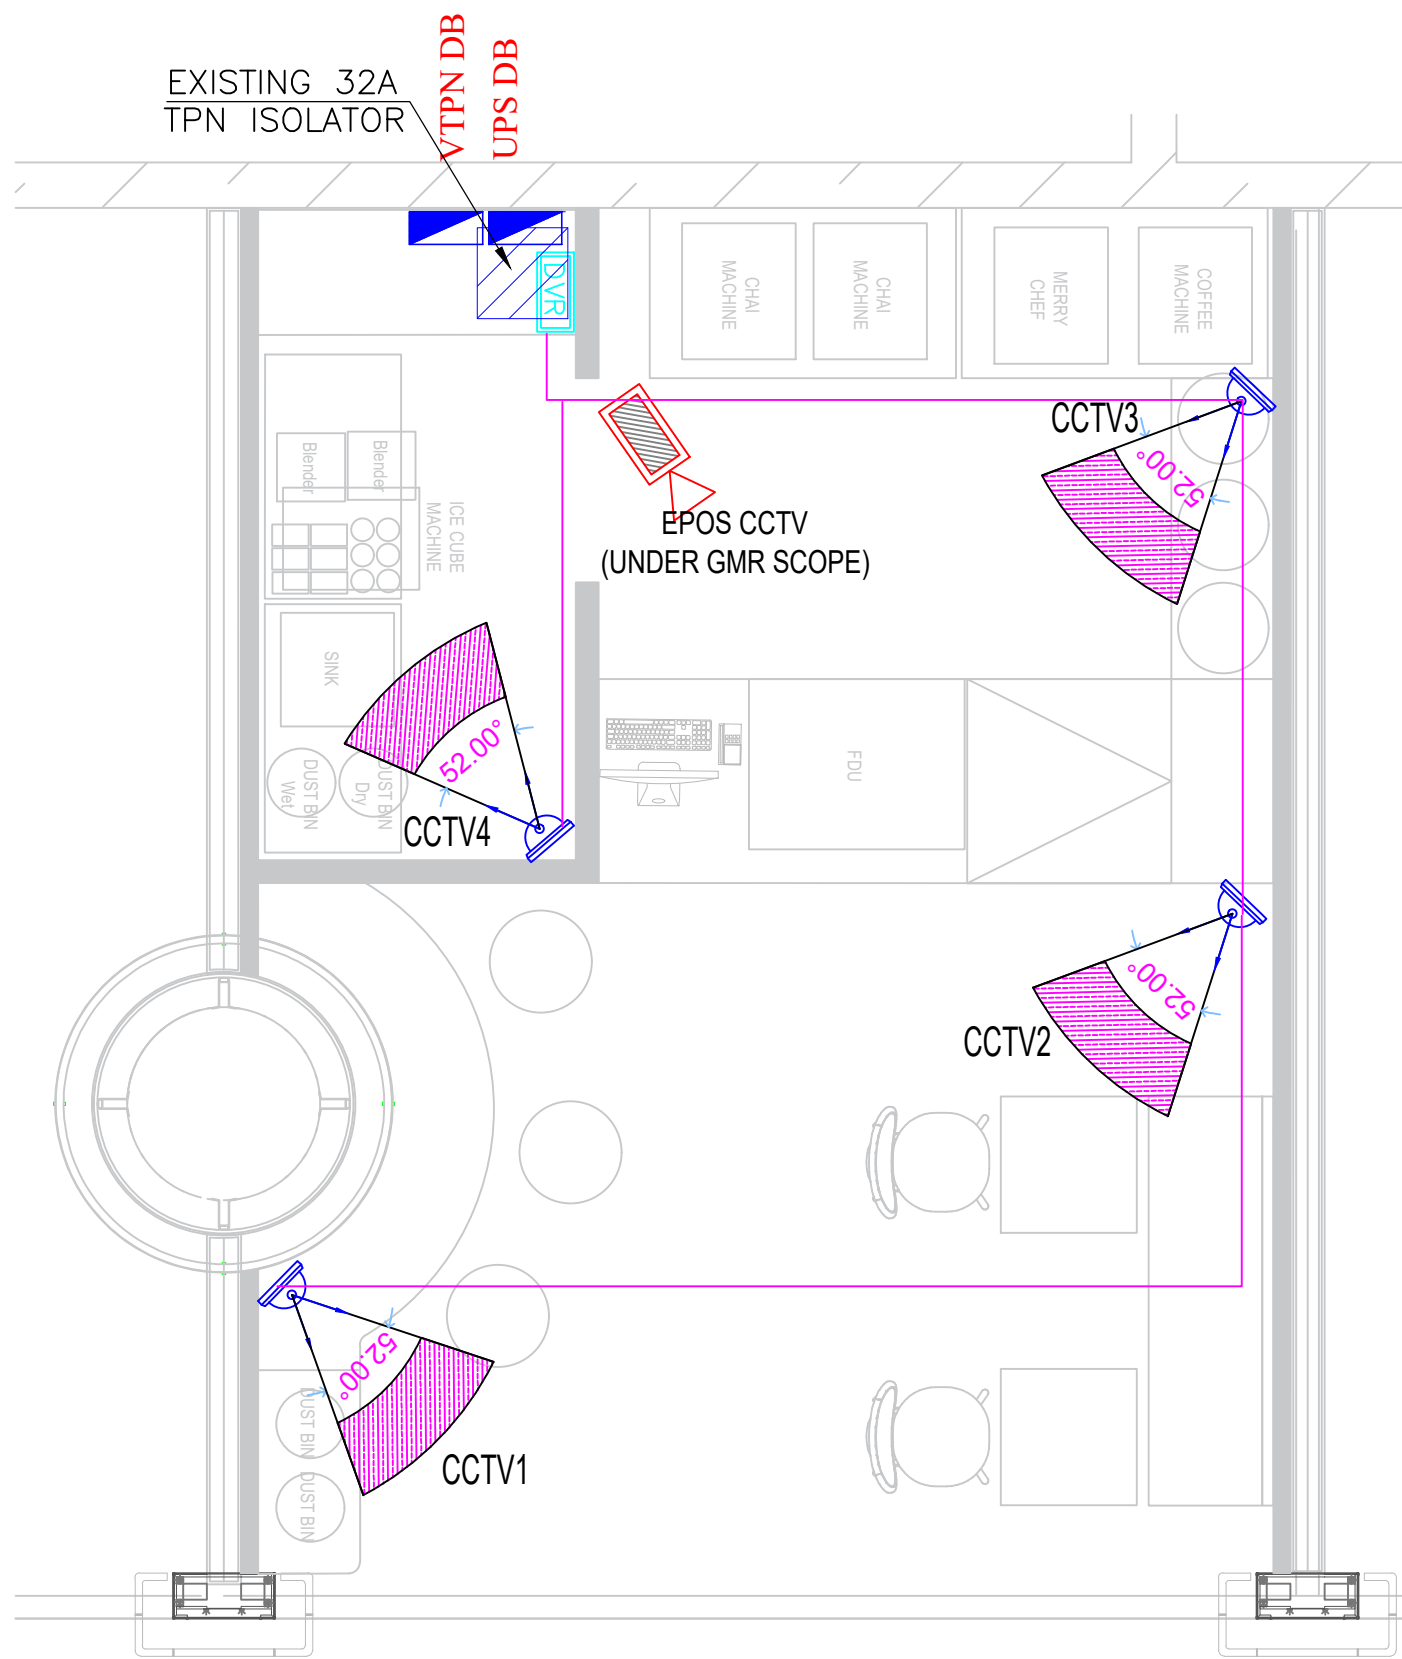 VTPN DB
UPS DB
EXISTING 32A
TPN ISOLATOR
DVR
CHAI
MACHINE
CHAI
MACHINE
MERRY
CHEF
COFFEE
MACHINE
CCTV3
52.00°
Blender
Blender
ICE CUBE
MACHINE
EPOS CCTV
(UNDER GMR SCOPE)
SINK
52.00°
DUST BIN
Wet
DUST BIN
Dry
CCTV4
FDU
52.00°
CCTV2
52.00°
DUST BIN
CCTV1
DUST BIN